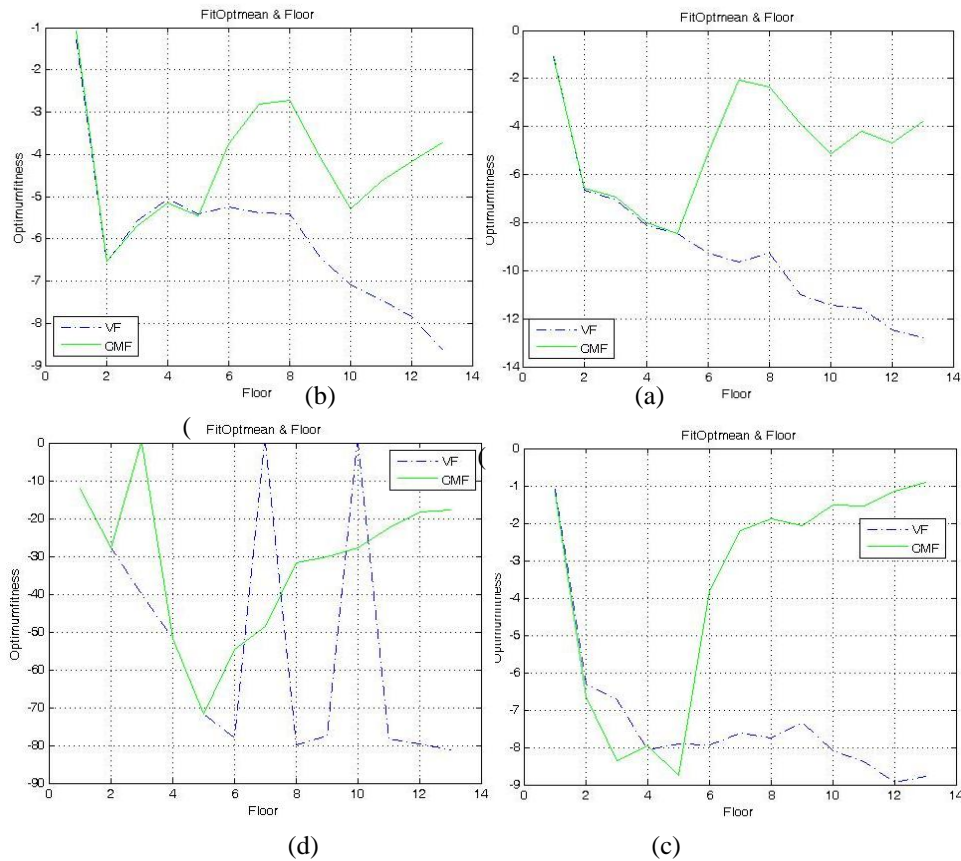 FitOptmean & Floor
-1
-2
-3
-4
-5
-6
-7
-8
-9
Optimumfitness
VF
CMF
0 2 4 6 8 10 12 14
Floor
(b)
FitOptmean & Floor
0
-2
-4
-6
-8
-10
-12
-14
Optimumfitness
VF
CMF
0 2 4 6 8 10 12 14
Floor
(a)
(
FitOptmean & Floor
0
-10
-20
-30
-40
-50
-60
-70
-80
-90
Optimumfitness
VF
CMF
0 2 4 6 8 10 12 14
Floor
(d)
(
FitOptmean & Floor
0
-1
-2
-3
-4
-5
-6
-7
-8
-9
Optimumfitness
VF
CMF
0 2 4 6 8 10 12 14
Floor
(c)